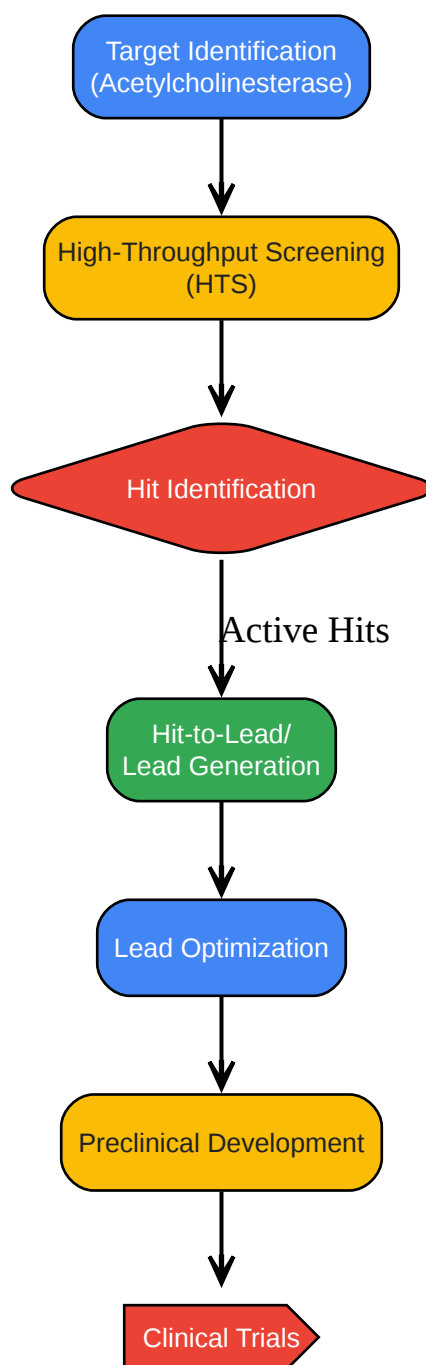 Target Identification
(Acetylcholinesterase)
High-Throughput Screening
(HTS)
Hit Identification
Active Hits
Hit-to-Lead/
Lead Generation
Lead Optimization
Preclinical Development
Clinical Trials